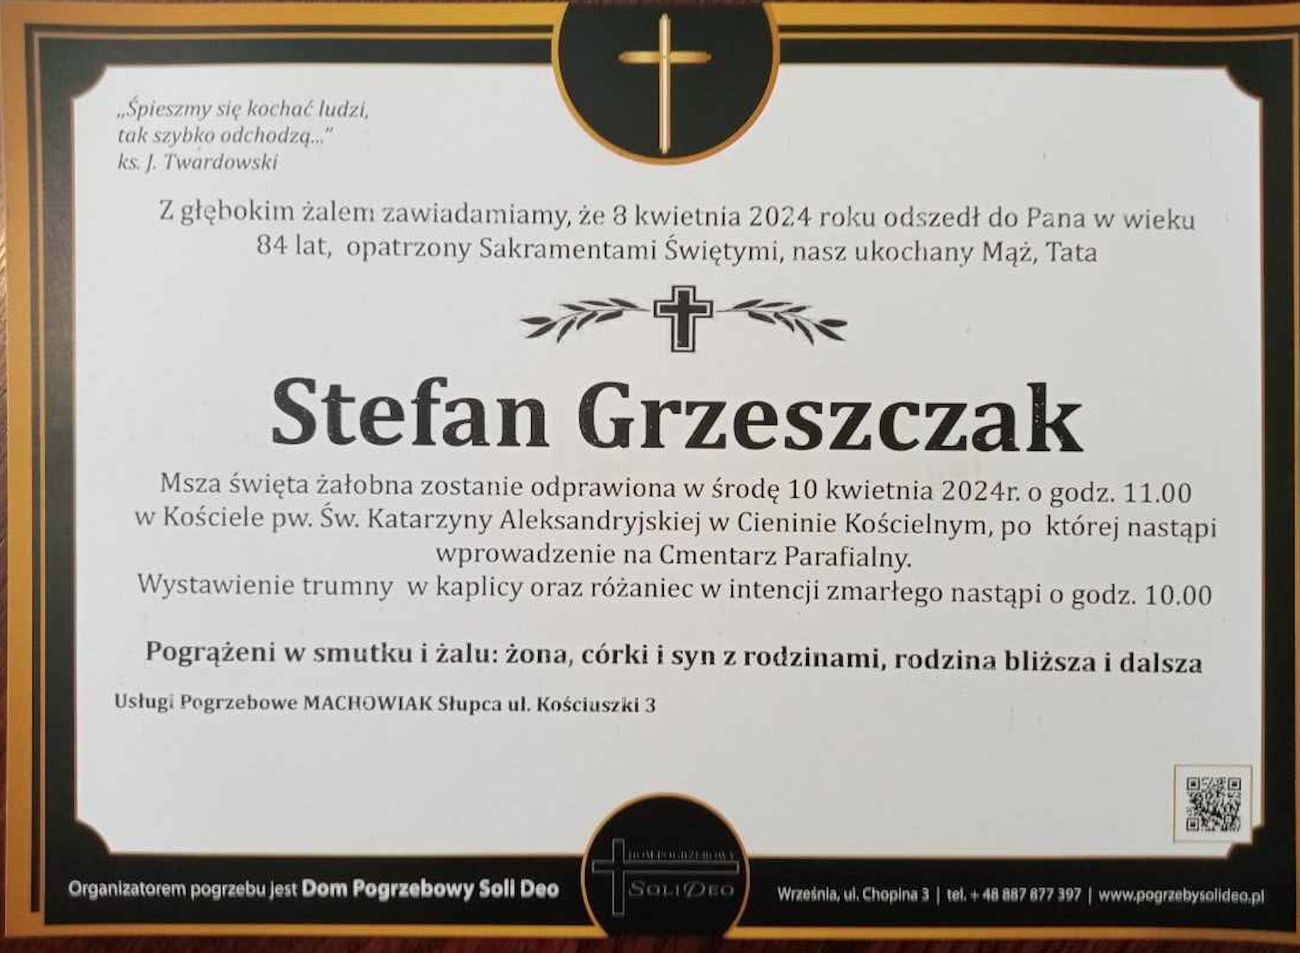 „Śpieszmy się kochać ludzi,
tak szybko odchodzą...”
ks. J. Twardowski
Z głębokim żalem zawiadamiamy, że 8 kwietnia 2024 roku odszedł do Pana w wieku
84 lat, opatrzony Sakramentami Świętymi, nasz ukochany Mąż, Tata
Stefan Grzeszczak
Msza święta żałobna zostanie odprawiona w środę 10 kwietnia 2024r. o godz. 11.00
w Kościele pw. Św. Katarzyny Aleksandryjskiej w Cieninie Kościelnym, po której nastąpi
wprowadzenie na Cmentarz Parafialny.
Wystawienie trumny w kaplicy oraz różaniec w intencji zmarłego nastąpi o godz. 10.00
Pogrążeni w smutku i żalu: żona, córki i syn z rodzinami, rodzina bliższa i dalsza
Usługi Pogrzebowe MACHOWIAK Słupca ul. Kościuszki 3
DOM POGRZEBOWY
SOLI DEO
Organizatorem pogrzebu jest Dom Pogrzebowy Soli Deo
Września, ul. Chopina 3 | tel. + 48 887 877 397 | www.pogrzebysolideo.pl